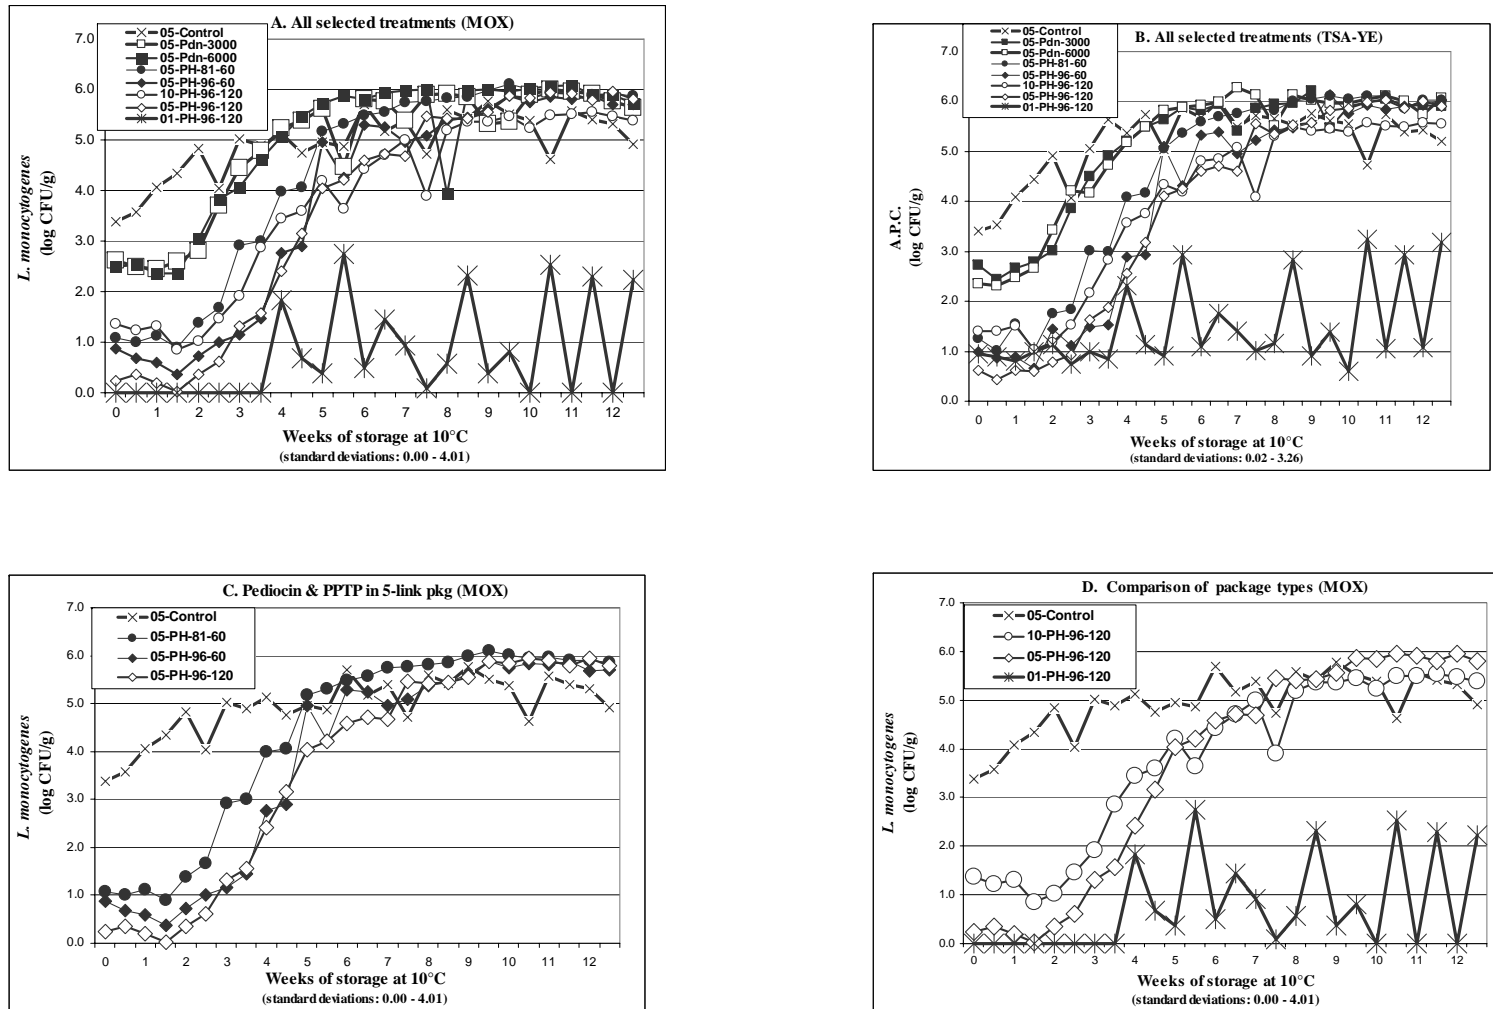 A. All selected treatments (MOX)
05-Control
05-Pdn-3000
05-Pdn-6000
05-PH-81-60
05-PH-96-60
10-PH-96-120
05-PH-96-120
01-PH-96-120
7.0
6.0
5.0
4.0
3.0
2.0
1.0
0.0
L. monocytogenes
(log CFU/g)
0 1 2 3 4 5 6 7 8 9 10 11 12
Weeks of storage at 10°C
(standard deviations: 0.00 - 4.01)
B. All selected treatments (TSA-YE)
05-Control
05-Pdn-3000
05-Pdn-6000
05-PH-81-60
05-PH-96-60
10-PH-96-120
05-PH-96-120
01-PH-96-120
7.0
6.0
5.0
4.0
3.0
2.0
1.0
0.0
A.P.C.
(log CFU/g)
0 1 2 3 4 5 6 7 8 9 10 11 12
Weeks of storage at 10°C
(standard deviations: 0.02 - 3.26)
C. Pediocin & PPTP in 5-link pkg (MOX)
05-Control
05-PH-81-60
05-PH-96-60
05-PH-96-120
7.0
6.0
5.0
4.0
3.0
2.0
1.0
0.0
L. monocytogenes
(log CFU/g)
0 1 2 3 4 5 6 7 8 9 10 11 12
Weeks of storage at 10°C
(standard deviations: 0.00 - 4.01)
D. Comparison of package types (MOX)
05-Control
10-PH-96-120
05-PH-96-120
01-PH-96-120
7.0
6.0
5.0
4.0
3.0
2.0
1.0
0.0
L. monocytogenes
(log CFU/g)
0 1 2 3 4 5 6 7 8 9 10 11 12
Weeks of storage at 10°C
(standard deviations: 0.00 - 4.01)